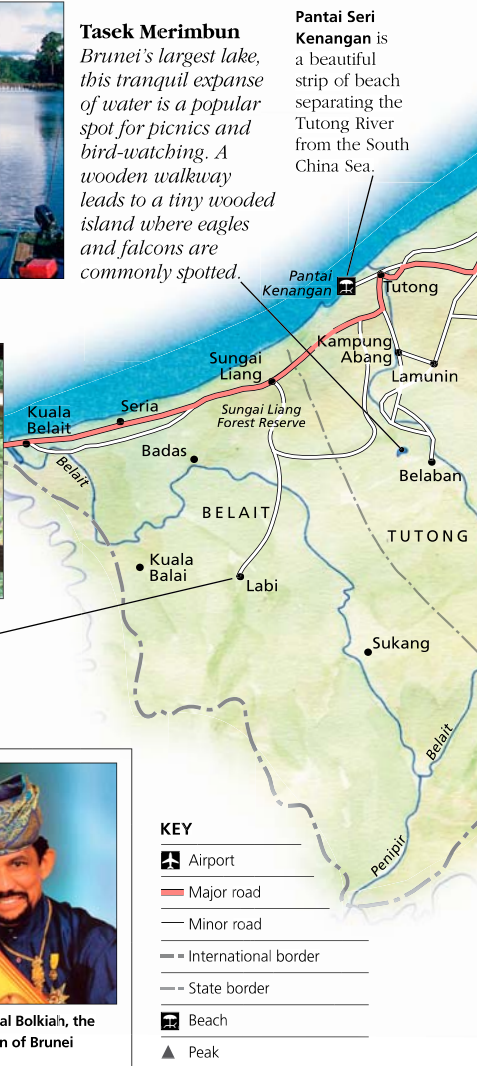 Tasek Merimbun
Brunei's largest lake,
this tranquil expanse
of water is a popular
spot for picnics and
bird-watching. A
wooden walkway
leads to a tiny wooded
island where eagles
and falcons are
commonly spotted.
Pantai Seri
Kenangan is
a beautiful
strip of beach
separating the
Tutong River
from the South
China Sea.
Pantai
Kenangan
Tutong
Kampung
Abang
Lamunin
Sungai
Liang
Sungai Liang
Forest Reserve
Seria
Kuala
Belait
Belait
Badas
Belaban
BELAIT
TUTONG
Kuala
Balai
Labi
Sukang
Belait
Penipir
KEY
Airport
Major road
Minor road
International border
State border
Beach
Peak
al Bolkiah, the
n of Brunei